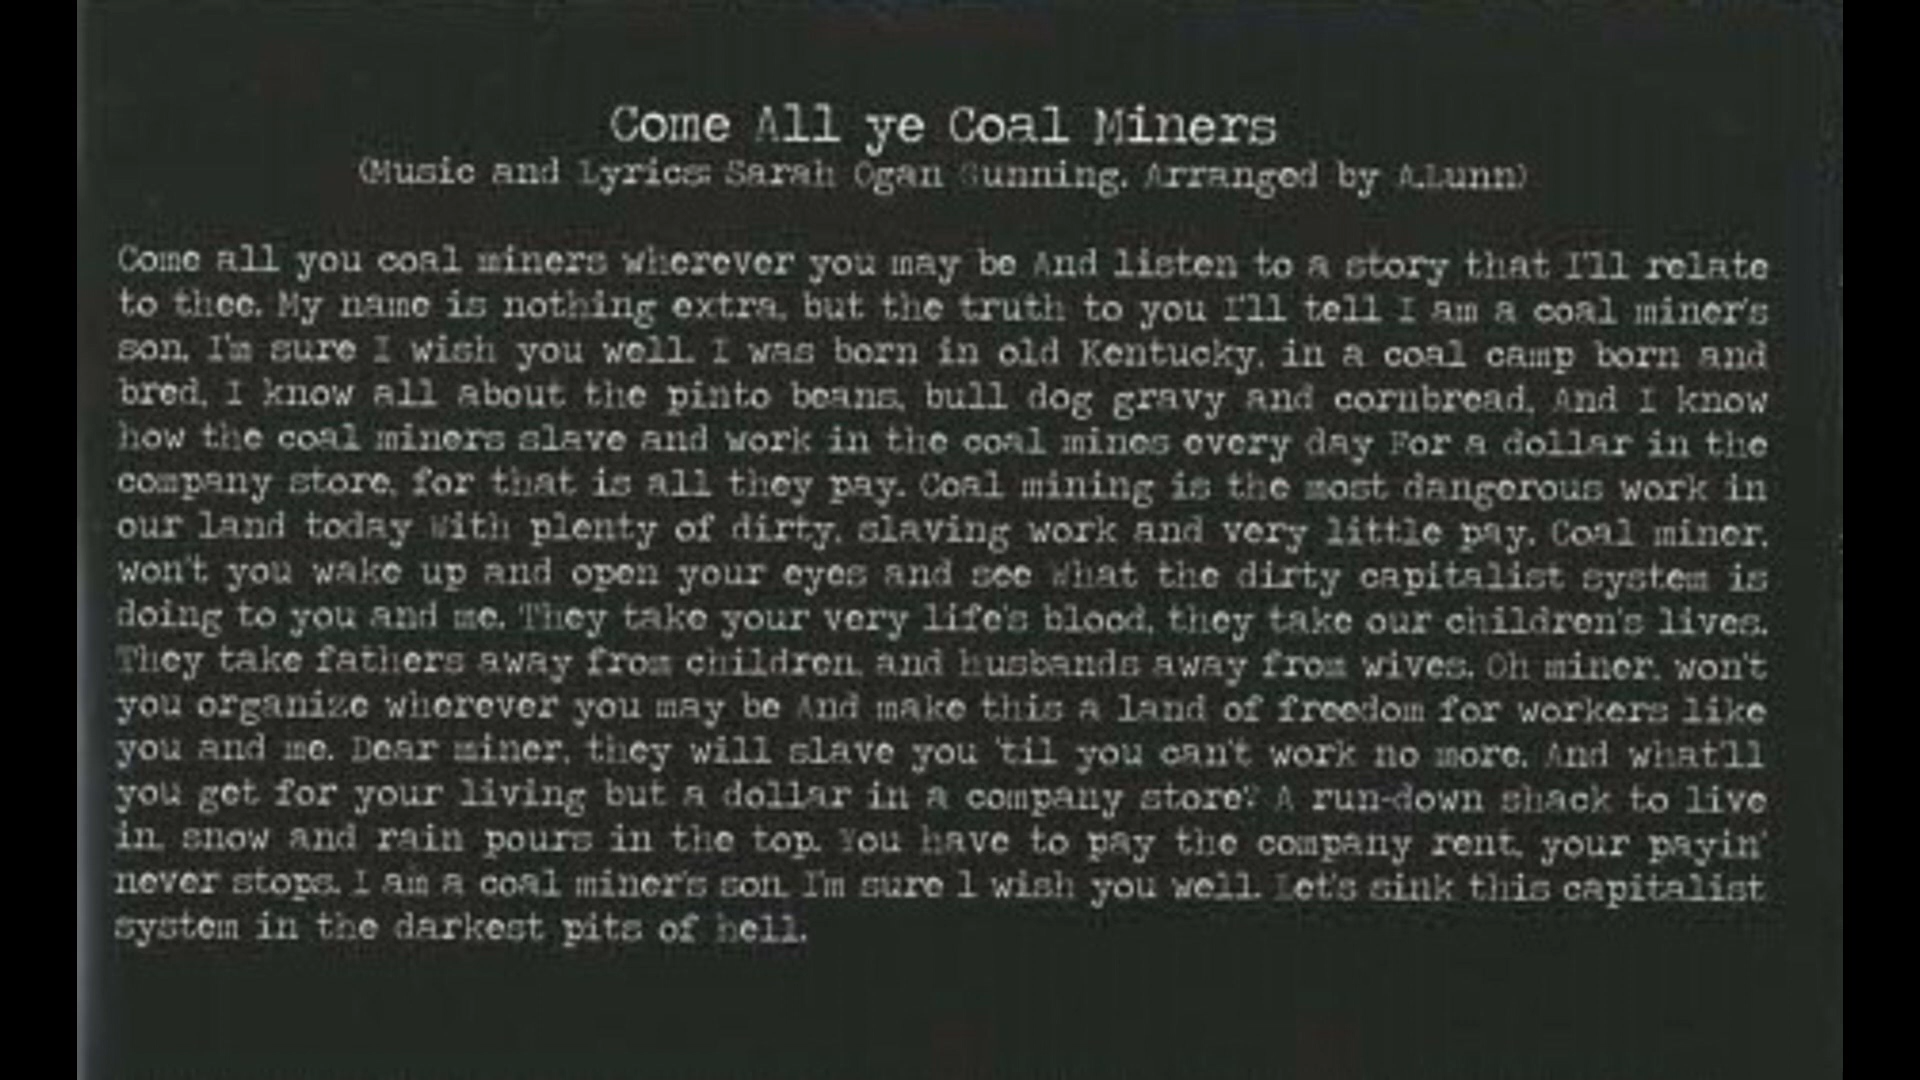 Come All ye Coal Miners
(Music and Lyrics: Sarah Ogan Gunning. Arranged by A.Lunn)
Come all you coal miners wherever you may be And listen to a story that I'll relate
to thee. My name is nothing extra, but the truth to you I'll tell I am a coal miner's
son, I'm sure I wish you well. I was born in old Kentucky, in a coal camp born and
bred, I know all about the pinto beans, bull dog gravy and cornbread, And I know
how the coal miners slave and work in the coal mines every day For a dollar in the
company store, for that is all they pay. Coal mining is the most dangerous work in
our land today With plenty of dirty, slaving work and very little pay. Coal miner,
won't you wake up and open your eyes and see What the dirty capitalist system is
doing to you and me. They take your very life's blood, they take our children's lives.
They take fathers away from children, and husbands away from wives. Oh miner, won't
you organize wherever you may be And make this a land of freedom for workers like
you and me. Dear miner, they will slave you 'til you can't work no more. And what'll
you get for your living but a dollar in a company store? A run-down shack to live
in, snow and rain pours in the top. You have to pay the company rent, your payin'
never stops. I am a coal miner's son, I'm sure I wish you well. Let's sink this capitalist
system in the darkest pits of hell.